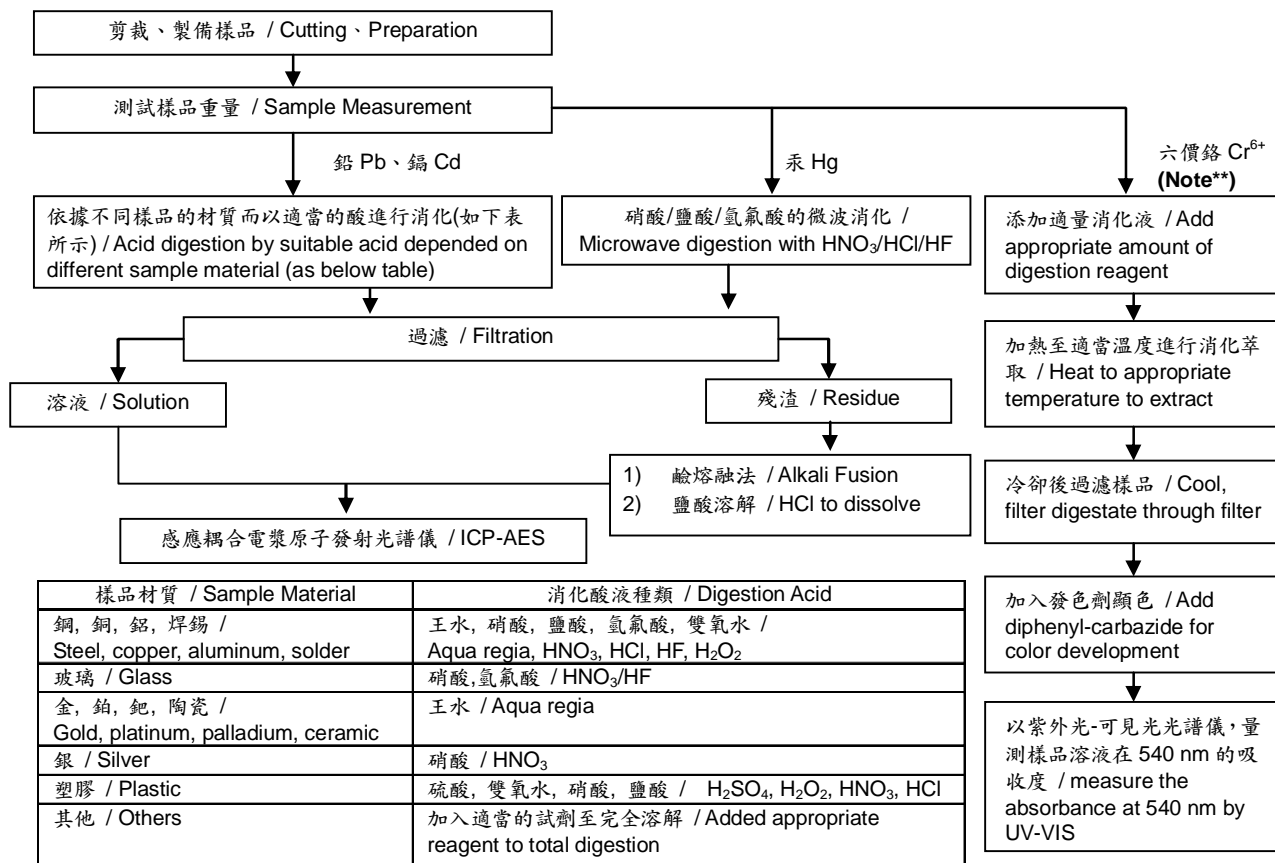 剪裁、製備樣品 / Cutting、Preparation
測試樣品重量 / Sample Measurement
鉛 Pb、鎘 Cd
汞 Hg
六價鉻 Cr⁶⁺
(Note**)
依據不同樣品的材質而以適當的酸進行消化(如下表
所示) / Acid digestion by suitable acid depended on
different sample material (as below table)
硝酸/鹽酸/氫氟酸的微波消化 /
Microwave digestion with HNO₃/HCl/HF
添加適量消化液 / Add
appropriate amount of
digestion reagent
過濾 / Filtration
加熱至適當溫度進行消化萃
取 / Heat to appropriate
temperature to extract
溶液 / Solution
殘渣 / Residue
1) 鹼熔融法 / Alkali Fusion
2) 鹽酸溶解 / HCl to dissolve
冷卻後過濾樣品 / Cool,
filter digestate through filter
感應耦合電漿原子發射光譜儀 / ICP-AES
加入發色劑顯色 / Add
diphenyl-carbazide for
color development
以紫外光-可見光光譜儀，量
測樣品溶液在 540 nm 的吸
收度 / measure the
absorbance at 540 nm by
UV-VIS
樣品材質 / Sample Material 消化酸液種類 / Digestion Acid
鋼, 銅, 鋁, 焊錫 / 王水, 硝酸, 鹽酸, 氫氟酸, 雙氧水 /
Steel, copper, aluminum, solder Aqua regia, HNO₃, HCl, HF, H₂O₂
玻璃 / Glass 硝酸,氫氟酸 / HNO₃/HF
金, 鉑, 鈀, 陶瓷 / 王水 / Aqua regia
Gold, platinum, palladium, ceramic
銀 / Silver 硝酸 / HNO₃
塑膠 / Plastic 硫酸, 雙氧水, 硝酸, 鹽酸 / H₂SO₄, H₂O₂, HNO₃, HCl
其他 / Others 加入適當的試劑至完全溶解 / Added appropriate
reagent to total digestion